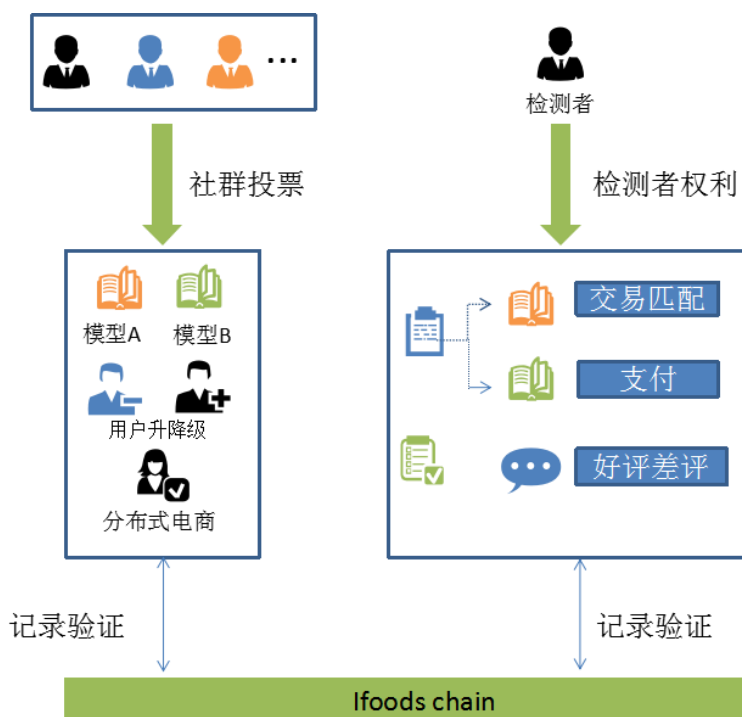 ...
检测者
社群投票
检测者权利
模型A
模型B
用户升降级
分布式电商
交易匹配
支付
好评差评
记录验证
记录验证
Ifoods chain